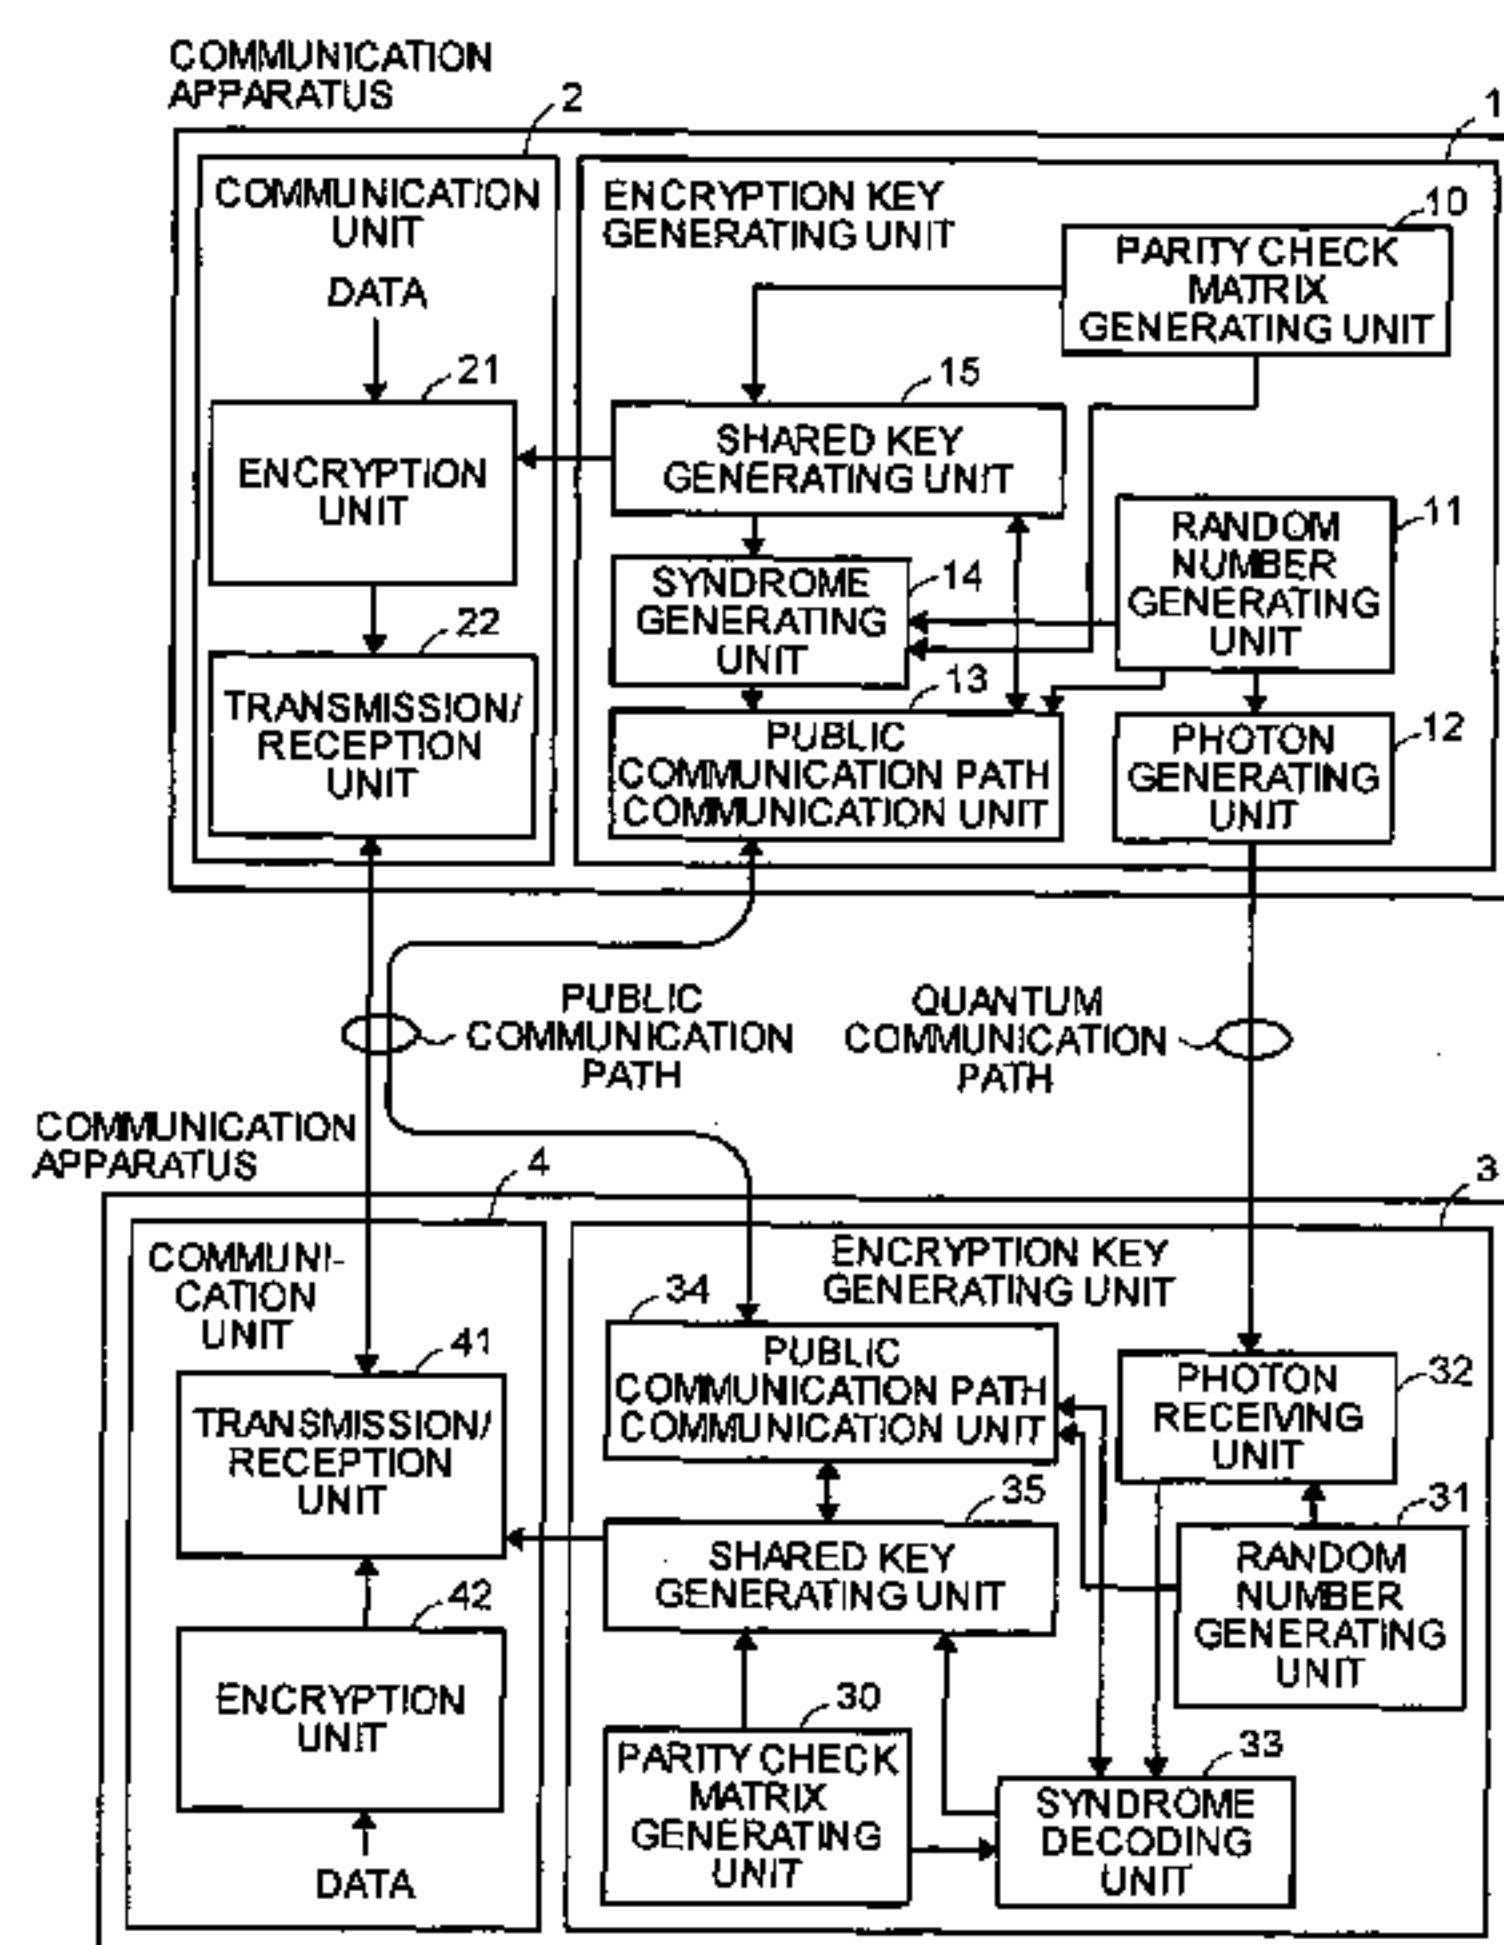 COMMUNICATION
APPARATUS
2
1
COMMUNICATION
UNIT
DATA
21
ENCRYPTION
UNIT
22
TRANSMISSION/
RECEPTION
UNIT
ENCRYPTION KEY
GENERATING UNIT
10
PARITY CHECK
MATRIX
GENERATING UNIT
15
SHARED KEY
GENERATING UNIT
11
RANDOM
NUMBER
GENERATING
UNIT
14
SYNDROME
GENERATING
UNIT
13
PUBLIC
COMMUNICATION PATH
COMMUNICATION UNIT
12
PHOTON
GENERATING
UNIT
PUBLIC
COMMUNICATION
PATH
QUANTUM
COMMUNICATION
PATH
COMMUNICATION
APPARATUS
4
3
COMMUNI-
CATION
UNIT
41
TRANSMISSION/
RECEPTION
UNIT
42
ENCRYPTION
UNIT
DATA
ENCRYPTION KEY
GENERATING UNIT
34
PUBLIC
COMMUNICATION PATH
COMMUNICATION UNIT
32
PHOTON
RECEIVING
UNIT
35
SHARED KEY
GENERATING UNIT
31
RANDOM
NUMBER
GENERATING
UNIT
30
PARITY CHECK
MATRIX
GENERATING
UNIT
33
SYNDROME
DECODING
UNIT